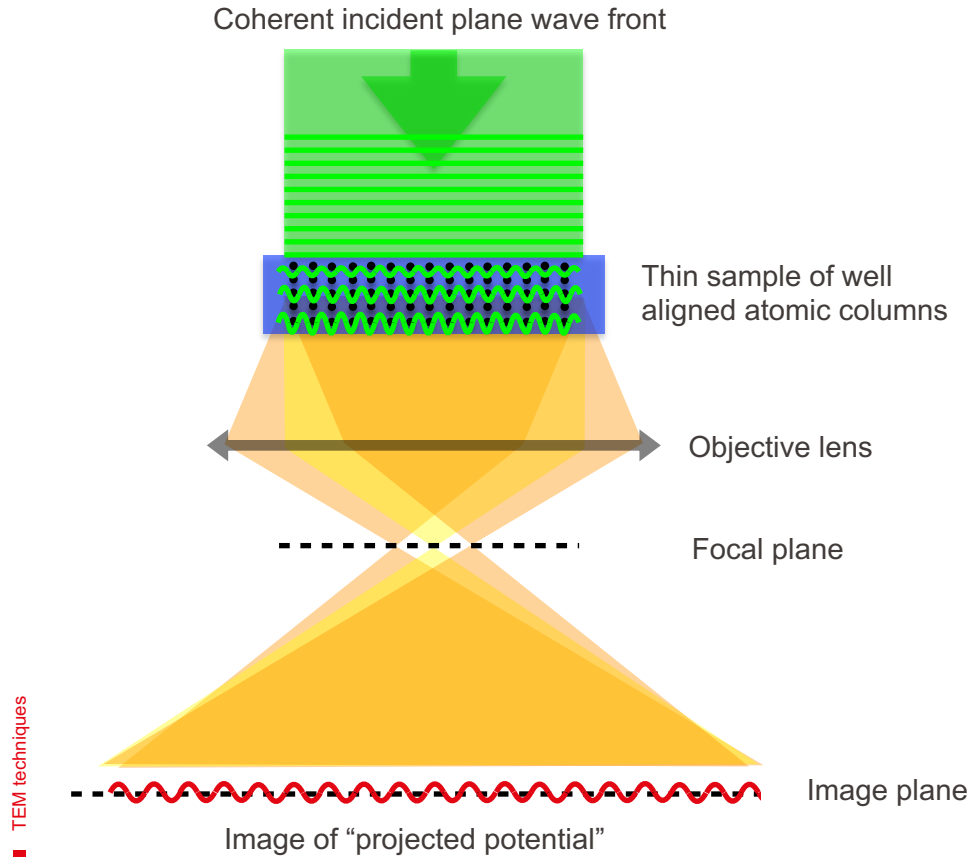 Coherent incident plane wave front
Thin sample of well
aligned atomic columns
Objective lens
Focal plane
Image plane
Image of “projected potential”
TEM techniques